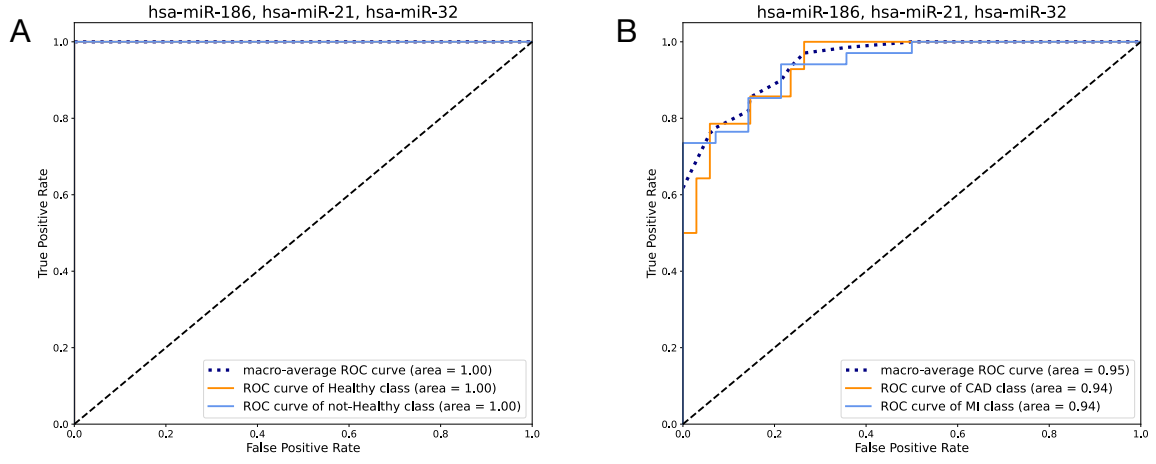 A
hsa-miR-186, hsa-miR-21, hsa-miR-32
True Positive Rate
1.0
0.8
0.6
0.4
0.2
0.0
macro-average ROC curve (area = 1.00)
ROC curve of Healthy class (area = 1.00)
ROC curve of not-Healthy class (area = 1.00)
0.0 0.2 0.4 0.6 0.8 1.0
False Positive Rate
B
hsa-miR-186, hsa-miR-21, hsa-miR-32
True Positive Rate
1.0
0.8
0.6
0.4
0.2
0.0
macro-average ROC curve (area = 0.95)
ROC curve of CAD class (area = 0.94)
ROC curve of MI class (area = 0.94)
0.0 0.2 0.4 0.6 0.8 1.0
False Positive Rate